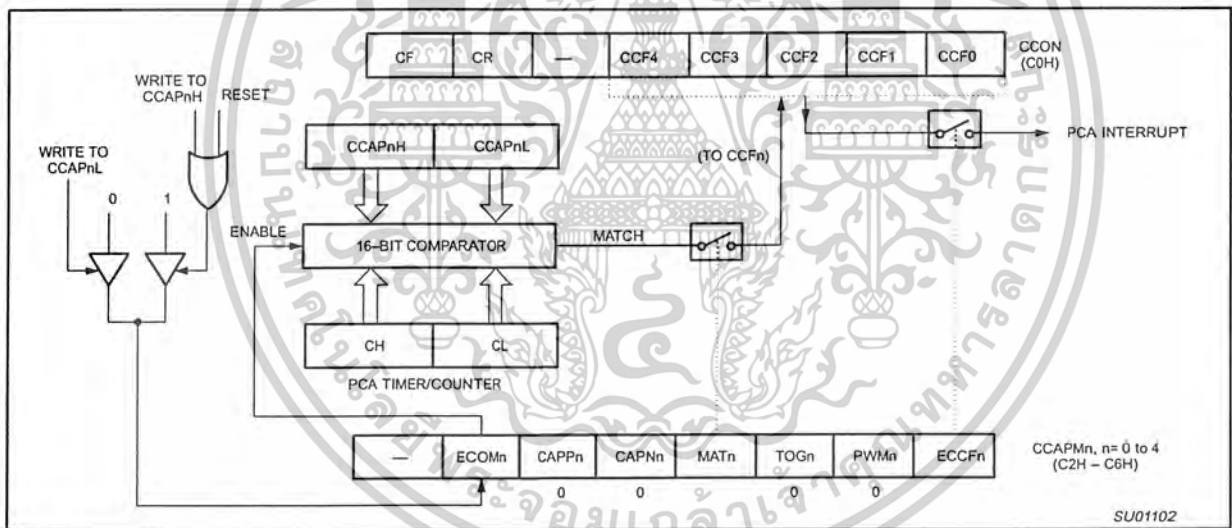 CF CR — CCF4 CCF3 CCF2 CCF1 CCF0
CCON
(C0H)
WRITE TO
CCAPnH
RESET
WRITE TO
CCAPnL
0 1
CCAPnH CCAPnL
(TO CCFn)
PCA INTERRUPT
ENABLE
16–BIT COMPARATOR
MATCH
CH CL
PCA TIMER/COUNTER
— ECOMn CAPPn CAPNn MATn TOGn PWMn ECCFn
CCAPMn, n= 0 to 4
(C2H – C6H)
0 0 0 0
SU01102